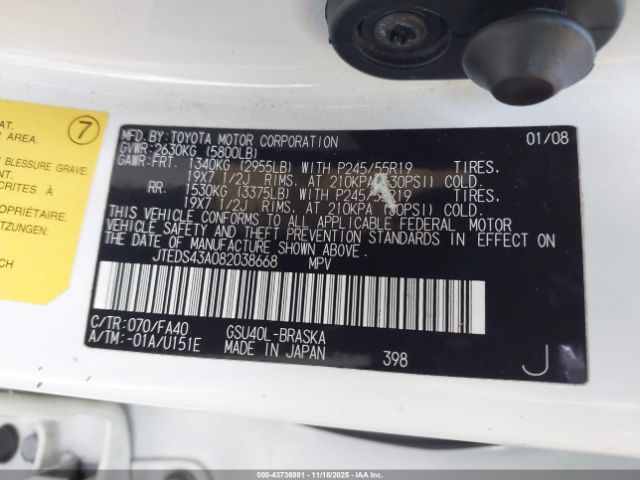 AT.
R AREA.
7
BLESSURE GRAVE
CRITES À
PROPRIÉTAIRE.
CH
MFD. BY: TOYOTA MOTOR CORPORATION 01/08
GVWR: 2630KG (5800LB)
GAWR: FRT. 1340KG (2955LB) WITH P245/55R19 TIRES.
19X7 1/2J RIMS. AT 210KPA (30PSI) COLD.
RR. 1530KG (3375LB) WITH P245/55R19 TIRES.
19X7 1/2J RIMS. AT 210KPA (30PSI) COLD.
THIS VEHICLE CONFORMS TO ALL APPLICABLE FEDERAL MOTOR
VEHICLE SAFETY AND THEFT PREVENTION STANDARDS IN EFFECT ON
THE DATE OF MANUFACTURE SHOWN ABOVE.
JTEDS43A082038668 MPV
C/TR: 070/FA40 GSU40L-BRASKA
A/TM: -01A/U151E MADE IN JAPAN 398 J
000-43736061 - 11/18/2025 - IAA, Inc.